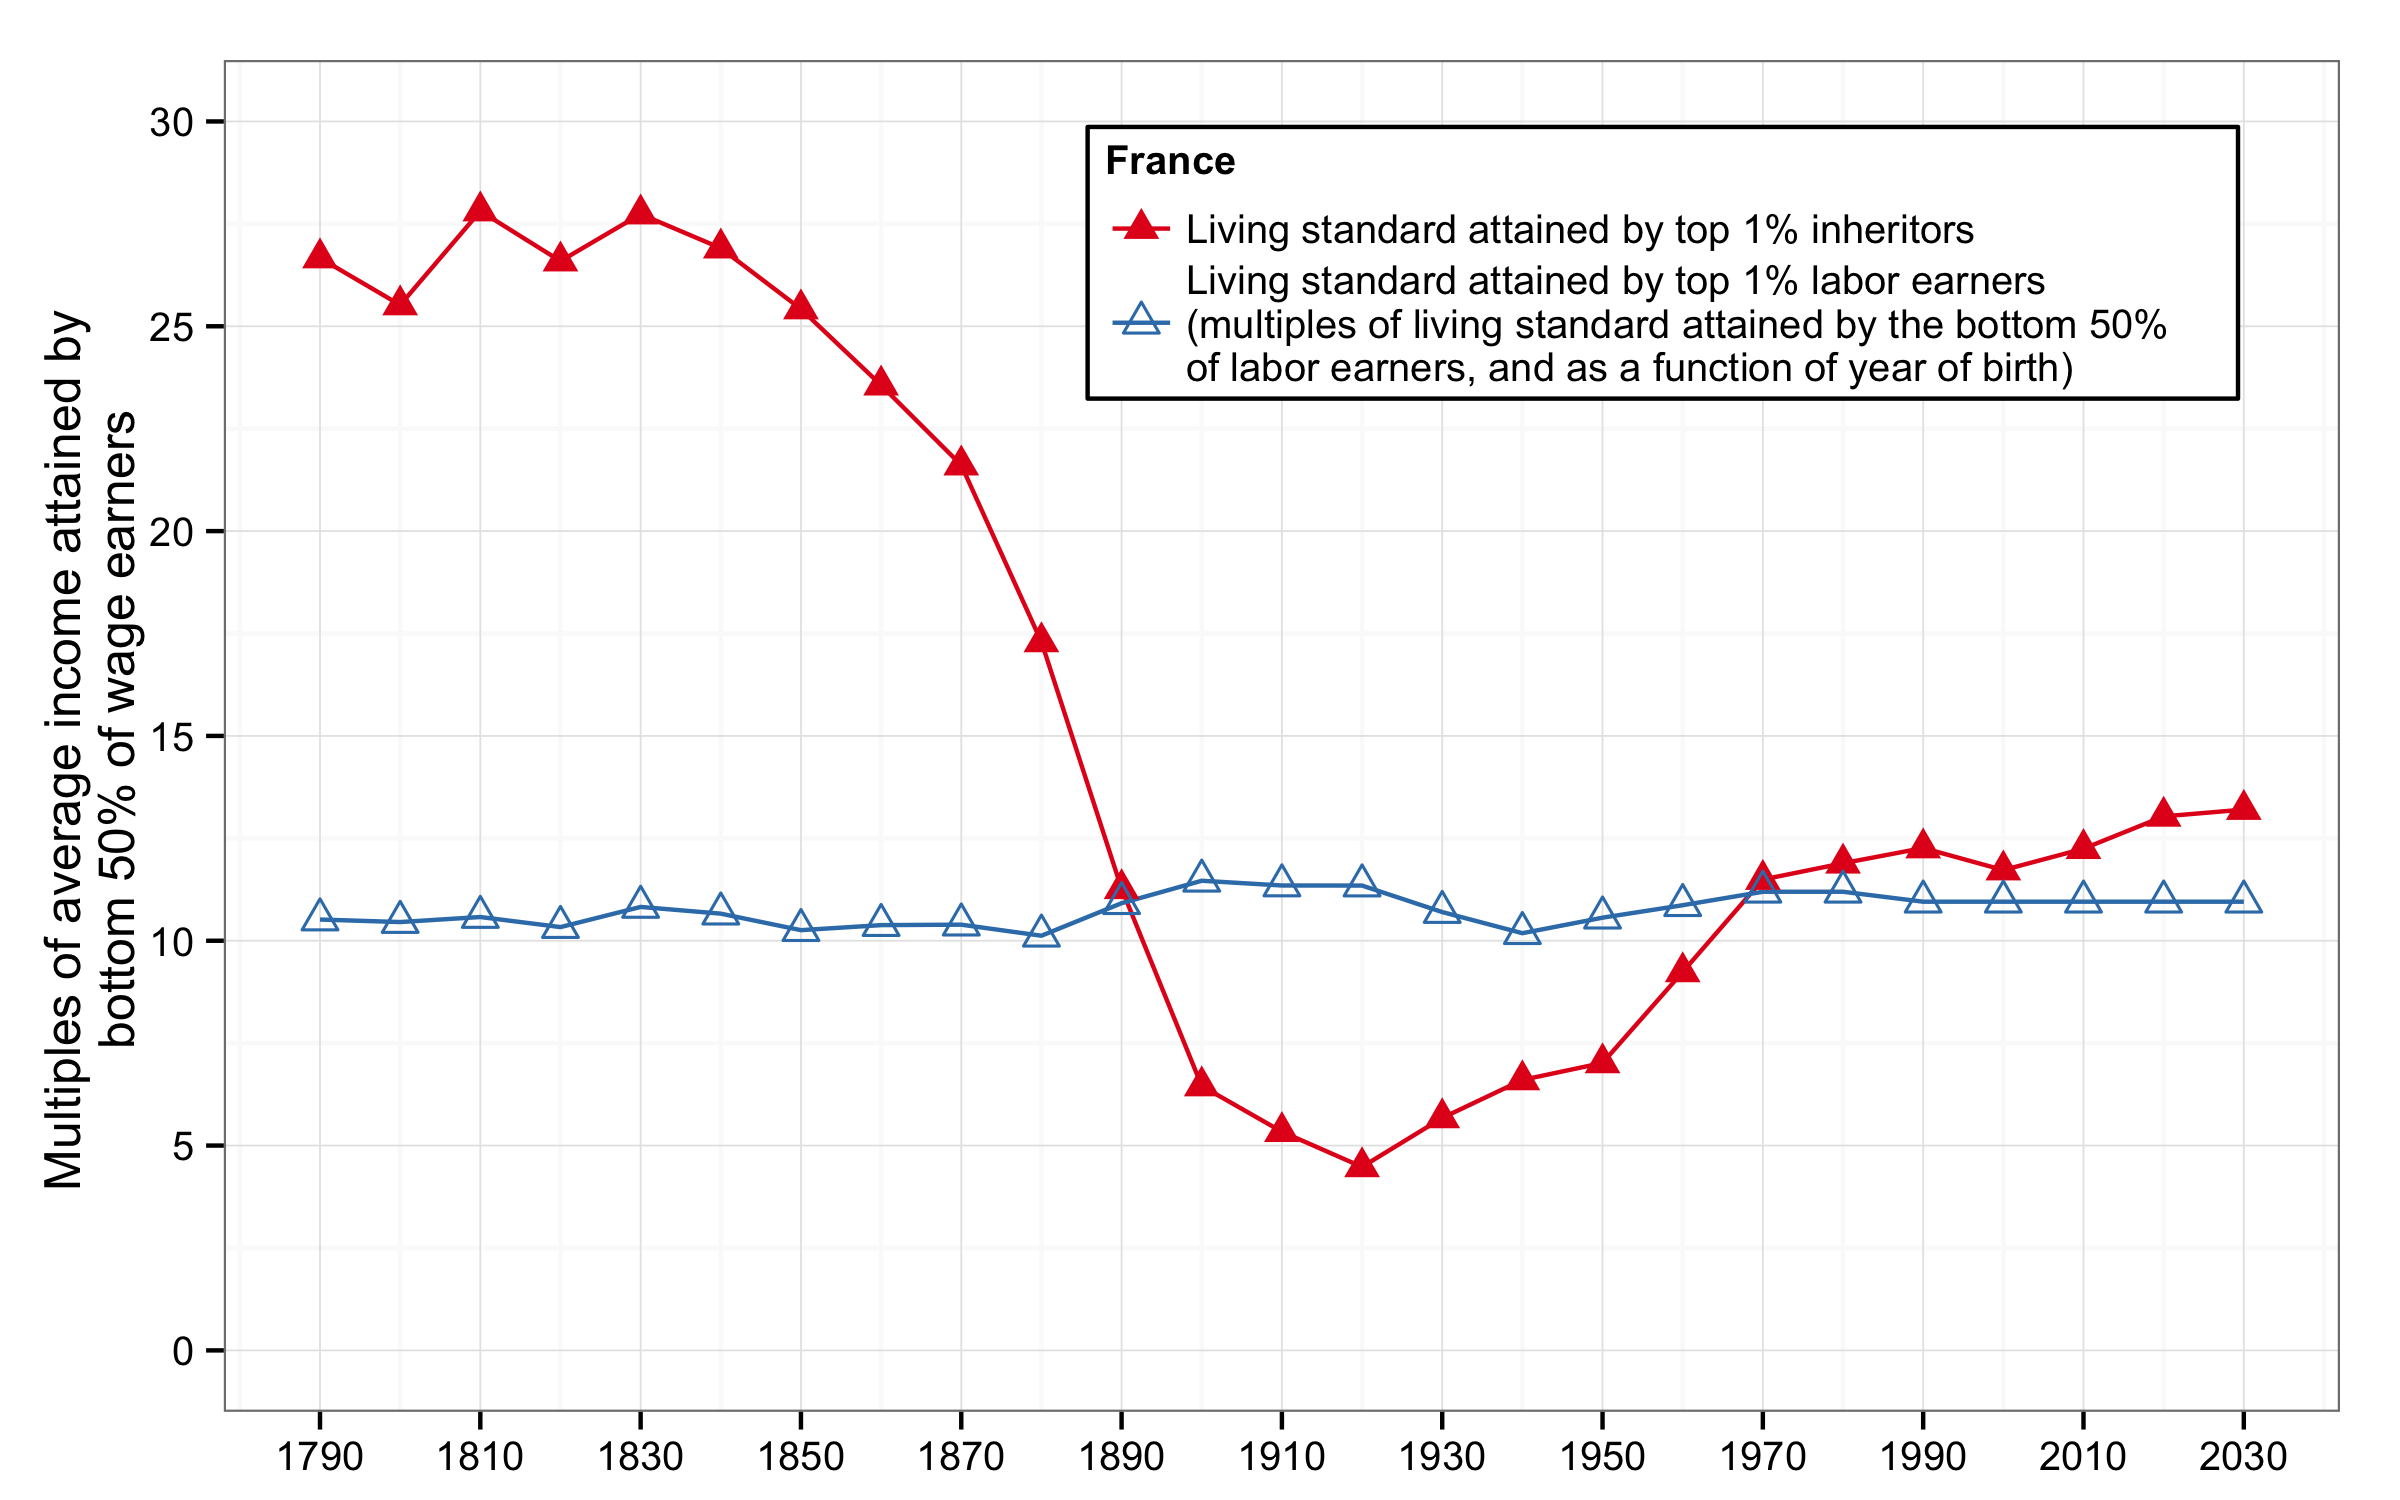 Multiples of average income attained by
bottom 50% of wage earners
30
25
20
15
10
5
0
France
Living standard attained by top 1% inheritors
Living standard attained by top 1% labor earners
(multiples of living standard attained by the bottom 50%
of labor earners, and as a function of year of birth)
1790 1810 1830 1850 1870 1890 1910 1930 1950 1970 1990 2010 2030